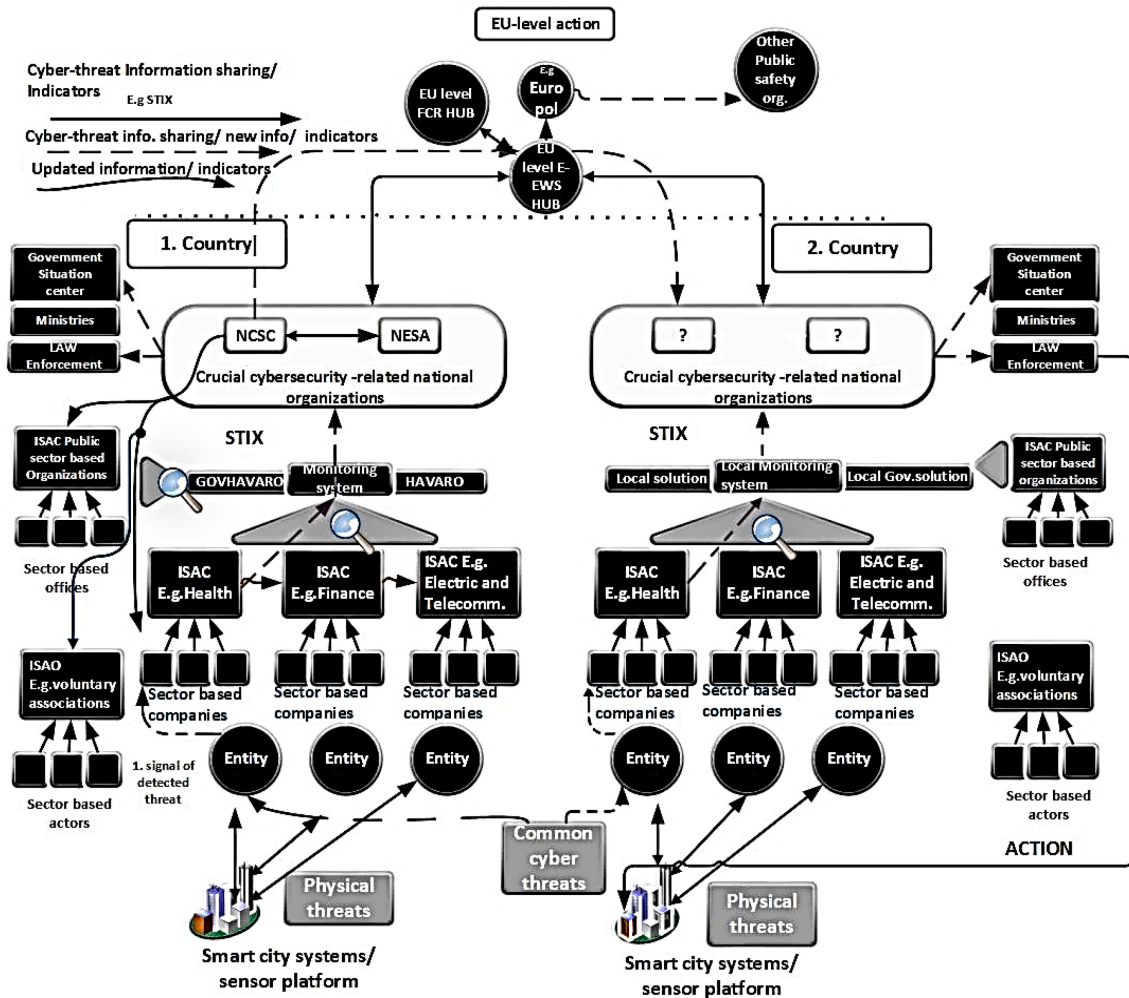 EU-level action
Cyber-threat Information sharing/
Indicators
E.g STIX
Cyber-threat info. sharing/ new info/ indicators
Updated information/ indicators
EU level
FCR HUB
E.g
Euro
pol
Other
Public
safety
org.
EU
level E-
EWS
HUB
1. Country
2. Country
Government
Situation
center
Ministries
LAW
Enforcement
NCSC
NESA
Crucial cybersecurity -related national
organizations
?
?
Crucial cybersecurity -related national
organizations
Government
Situation
center
Ministries
LAW
Enforcement
STIX
STIX
ISAC Public
sector based
Organizations
Sector based
offices
GOVHAVARO
Monitoring
system
HAVARO
Local solution
Local Monitoring
system
Local Gov.solution
ISAC Public
sector based
organizations
Sector based
offices
ISAC
E.g.Health
ISAC
E.g.Finance
ISAC E.g.
Electric and
Telecomm.
ISAC
E.g.Health
ISAC
E.g.Finance
ISAC E.g.
Electric and
Telecomm.
Sector based
companies
Sector based
companies
Sector based
companies
Sector based
companies
Sector based
companies
Sector based
companies
ISAO
E.g.voluntary
associations
Sector based
actors
ISAO
E.g.voluntary
associations
Sector based
actors
1. signal of
detected
threat
Entity
Entity
Entity
Entity
Entity
Entity
Common
cyber
threats
ACTION
Physical
threats
Physical
threats
Smart city systems/
sensor platform
Smart city systems/
sensor platform